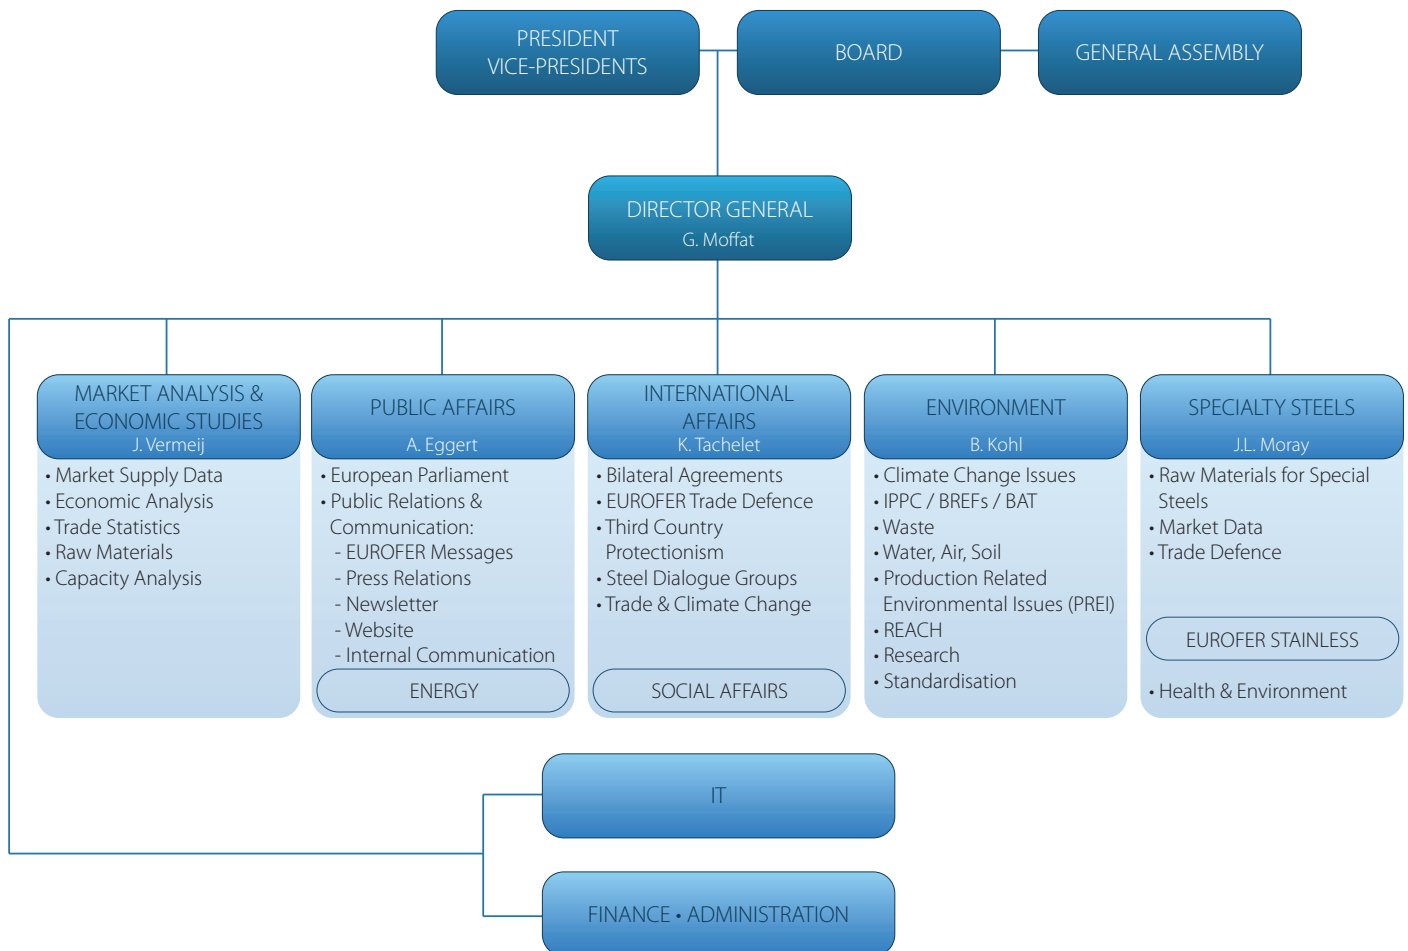 PRESIDENT
VICE-PRESIDENTS
BOARD
GENERAL ASSEMBLY
DIRECTOR GENERAL
G. Moffat
MARKET ANALYSIS &
ECONOMIC STUDIES
J. Vermeij
• Market Supply Data
• Economic Analysis
• Trade Statistics
• Raw Materials
• Capacity Analysis
PUBLIC AFFAIRS
A. Eggert
• European Parliament
• Public Relations &
Communication:
- EUROFER Messages
- Press Relations
- Newsletter
- Website
- Internal Communication
ENERGY
INTERNATIONAL
AFFAIRS
K. Tachelet
• Bilateral Agreements
• EUROFER Trade Defence
• Third Country
Protectionism
• Steel Dialogue Groups
• Trade & Climate Change
SOCIAL AFFAIRS
ENVIRONMENT
B. Kohl
• Climate Change Issues
• IPPC / BREFs / BAT
• Waste
• Water, Air, Soil
• Production Related
Environmental Issues (PREI)
• REACH
• Research
• Standardisation
SPECIALTY STEELS
J.L. Moray
• Raw Materials for Special
Steels
• Market Data
• Trade Defence
EUROFER STAINLESS
• Health & Environment
IT
FINANCE • ADMINISTRATION